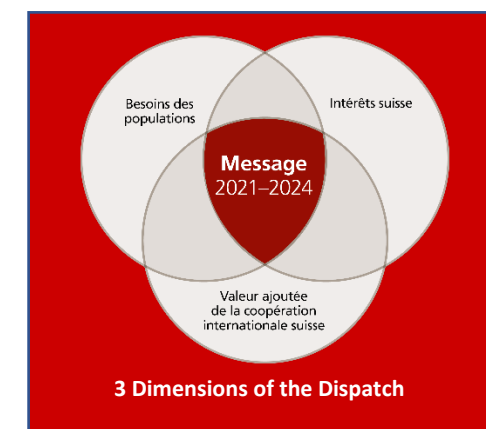 Besoins des
populations
Intérêts suisse
Message
2021–2024
Valeur ajoutée
de la coopération
internationale suisse
3 Dimensions of the Dispatch